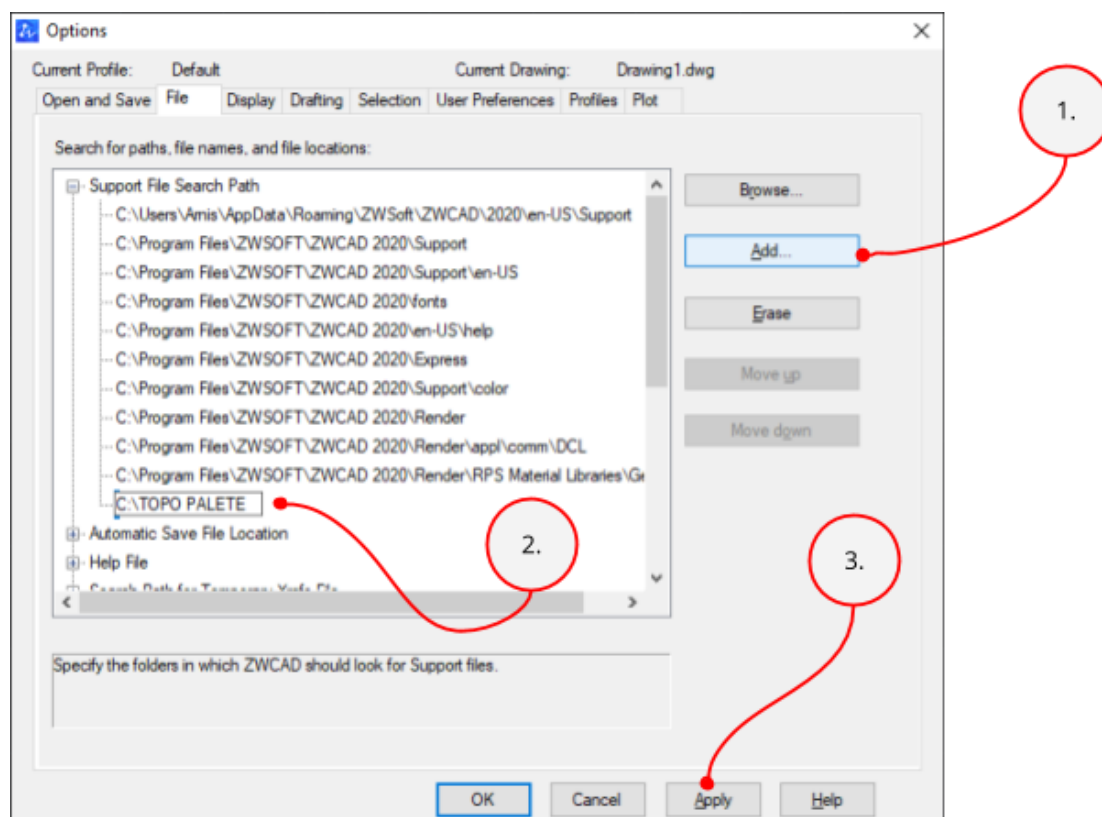 Options
Current Profile: Default Current Drawing: Drawing1.dwg
Open and Save File Display Drafting Selection User Preferences Profiles Plot
1.
Search for paths, file names, and file locations:
Support File Search Path
Browse...
C:\Users\Arnis\AppData\Roaming\ZWSoft\ZWCAD\2020\en-US\Support
C:\Program Files\ZWSOFT\ZWCAD 2020\Support
Add...
C:\Program Files\ZWSOFT\ZWCAD 2020\Support\en-US
C:\Program Files\ZWSOFT\ZWCAD 2020\fonts
Erase
C:\Program Files\ZWSOFT\ZWCAD 2020\en-US\help
C:\Program Files\ZWSOFT\ZWCAD 2020\Express
Move up
C:\Program Files\ZWSOFT\ZWCAD 2020\Support\color
C:\Program Files\ZWSOFT\ZWCAD 2020\Render
Move down
C:\Program Files\ZWSOFT\ZWCAD 2020\Render\appl\comm\DCL
C:\Program Files\ZWSOFT\ZWCAD 2020\Render\RPS Material Libraries\Ge
C:\TOPO PALETE
Automatic Save File Location
2.
Help File
3.
Search Path for Temporary Xrefs File
Specify the folders in which ZWCAD should look for Support files.
OK Cancel Apply Help